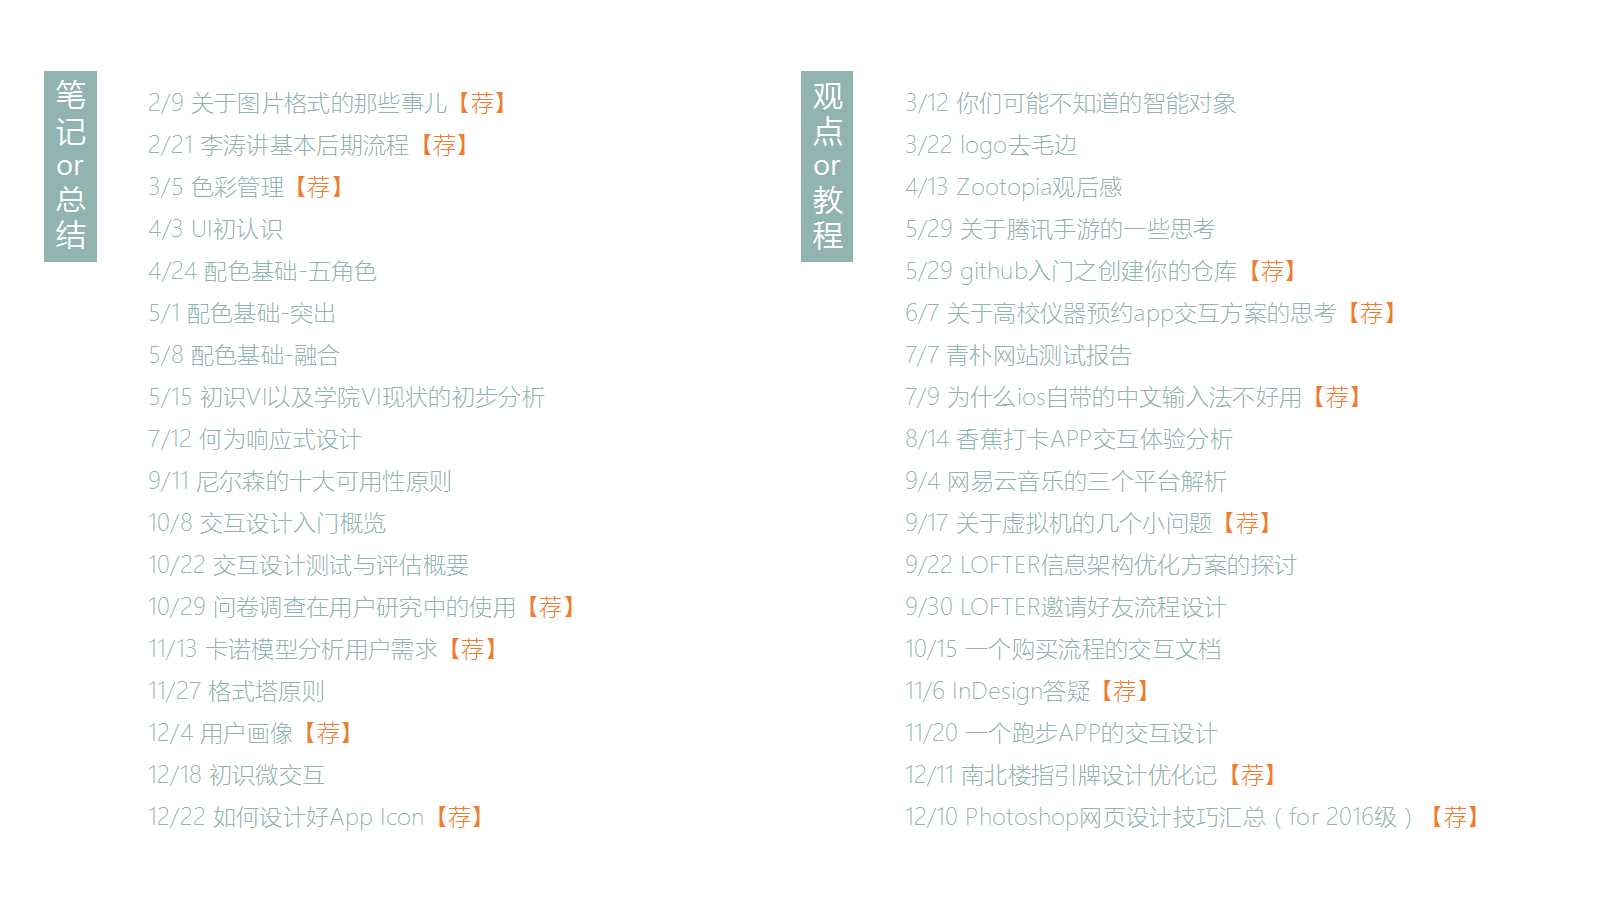 笔记or总结
2/9 关于图片格式的那些事儿【荐】
2/21 李涛讲基本后期流程【荐】
3/5 色彩管理【荐】
4/3 UI初认识
4/24 配色基础-五角色
5/1 配色基础-突出
5/8 配色基础-融合
5/15 初识VI以及学院VI现状的初步分析
7/12 何为响应式设计
9/11 尼尔森的十大可用性原则
10/8 交互设计入门概览
10/22 交互设计测试与评估概要
10/29 问卷调查在用户研究中的使用【荐】
11/13 卡诺模型分析用户需求【荐】
11/27 格式塔原则
12/4 用户画像【荐】
12/18 初识微交互
12/22 如何设计好App Icon【荐】
观点or教程
3/12 你们可能不知道的智能对象
3/22 logo去毛边
4/13 Zootopia观后感
5/29 关于腾讯手游的一些思考
5/29 github入门之创建你的仓库【荐】
6/7 关于高校仪器预约app交互方案的思考【荐】
7/7 青朴网站测试报告
7/9 为什么ios自带的中文输入法不好用【荐】
8/14 香蕉打卡APP交互体验分析
9/4 网易云音乐的三个平台解析
9/17 关于虚拟机的几个小问题【荐】
9/22 LOFTER信息架构优化方案的探讨
9/30 LOFTER邀请好友流程设计
10/15 一个购买流程的交互文档
11/6 InDesign答疑【荐】
11/20 一个跑步APP的交互设计
12/11 南北楼指引牌设计优化记【荐】
12/10 Photoshop网页设计技巧汇总（for 2016级）【荐】